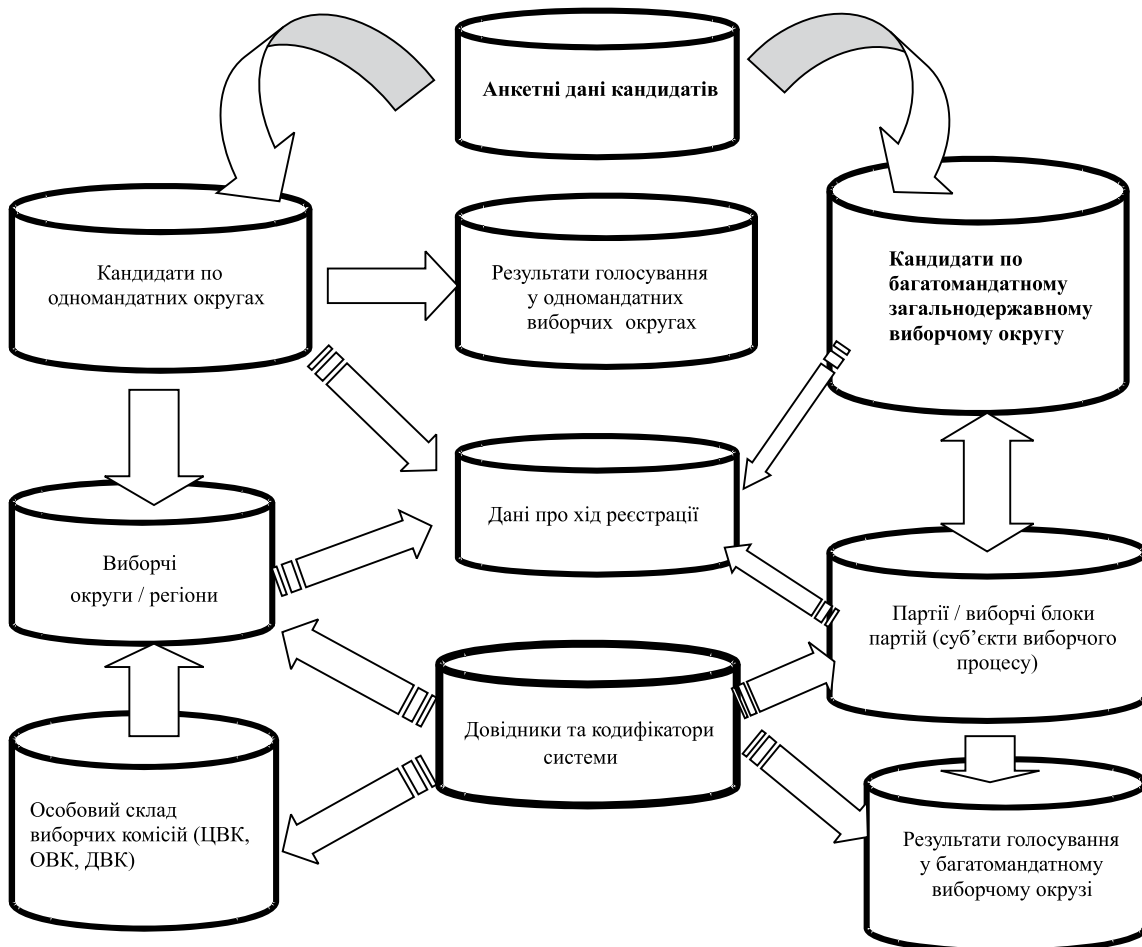 Анкетні дані кандидатів
Кандидати по
одномандатних округах
Результати голосування
у одномандатних
виборчих округах
Кандидати по
багатомандатному
загальнодержавному
виборчому округу
Дані про хід реєстрації
Виборчі
округи / регіони
Партії / виборчі блоки
партій (суб’єкти виборчого
процесу)
Довідники та кодифікатори
системи
Особовий склад
виборчих комісій (ЦВК,
ОВК, ДВК)
Результати голосування
у багатомандатному
виборчому окрузі